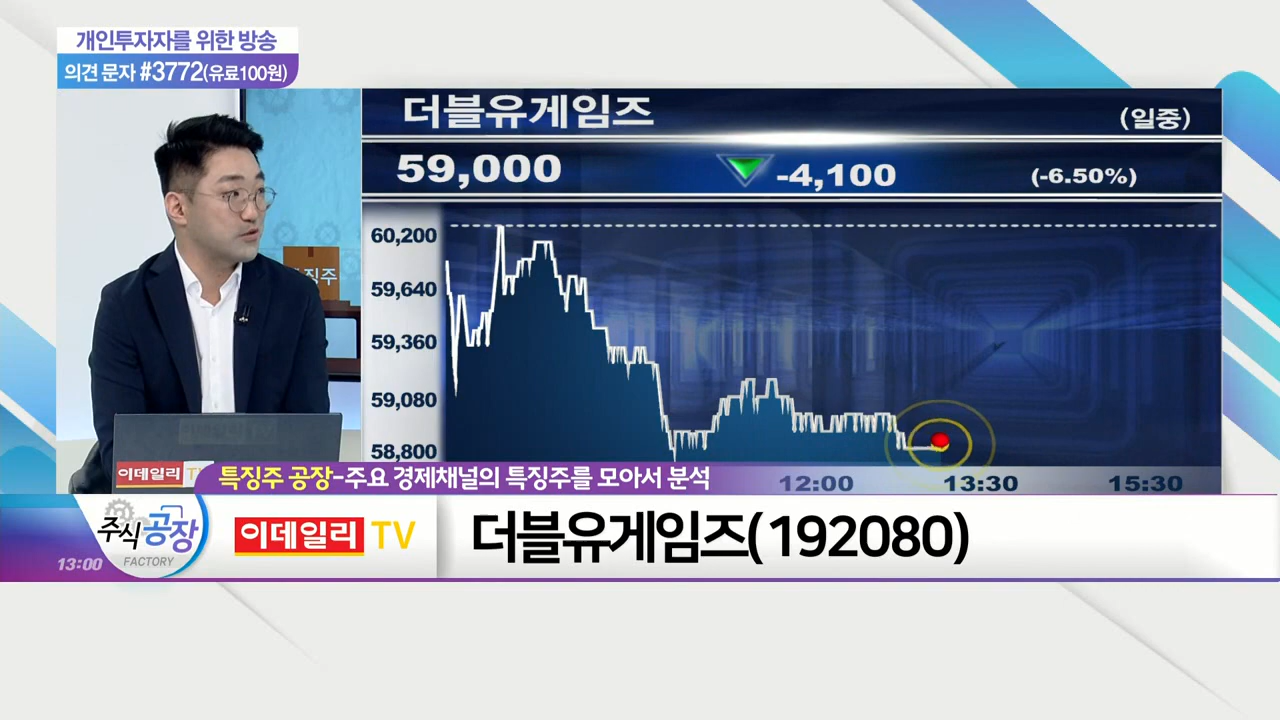 개인투자자를 위한 방송
의견 문자 #3772(유료100원)
더블유게임즈
(일중)
59,000
-4,100
(-6.50%)
60,200
59,640
59,360
59,080
58,800
12:00
13:30
15:30
이데일리 TV
특징주 공장-주요 경제채널의 특징주를 모아서 분석
13:00
주식공장
FACTORY
이데일리 TV
더블유게임즈(192080)